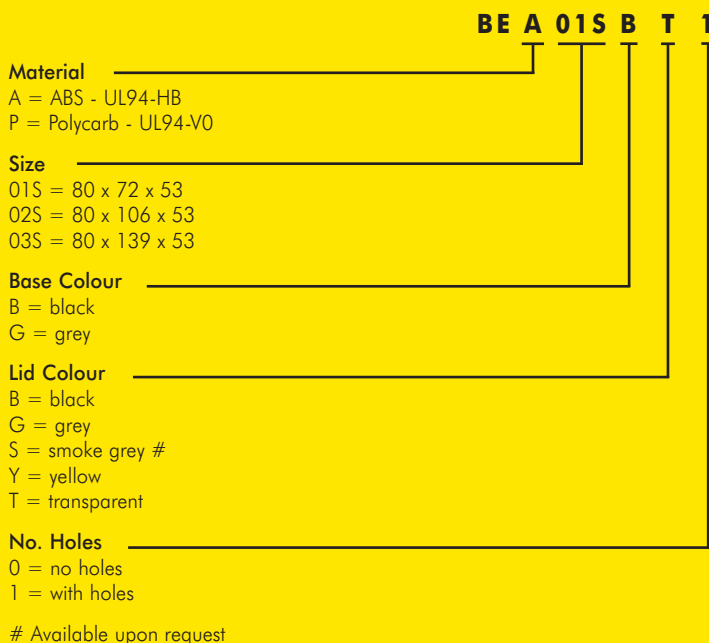 BE A 01S B T 1
Material
A = ABS - UL94-HB
P = Polycarb - UL94-V0
Size
01S = 80 x 72 x 53
02S = 80 x 106 x 53
03S = 80 x 139 x 53
Base Colour
B = black
G = grey
Lid Colour
B = black
G = grey
S = smoke grey #
Y = yellow
T = transparent
No. Holes
0 = no holes
1 = with holes
# Available upon request